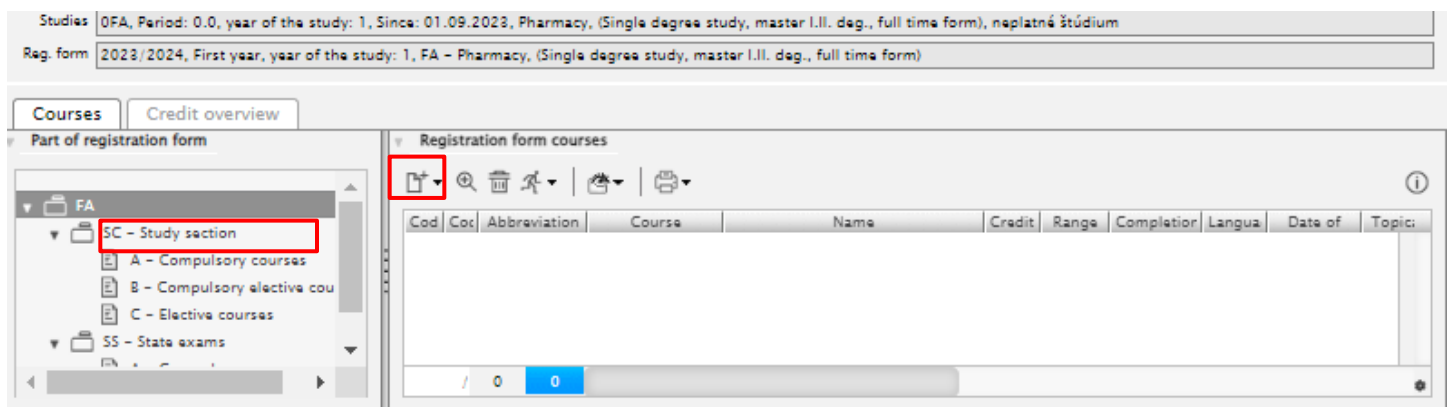 Studies 0FA, Period: 0.0, year of the study: 1, Since: 01.09.2023, Pharmacy, (Single degree study, master I.II. deg., full time form), neplatné štúdium
Reg. form 2023/2024, First year, year of the study: 1, FA – Pharmacy, (Single degree study, master I.II. deg., full time form)
Courses Credit overview
Part of registration form
FA
SC – Study section
A – Compulsory courses
B – Compulsory elective cou
C – Elective courses
SS – State exams
Registration form courses
Cod Coc Abbreviation Course Name Credit Range Completion Langua Date of Topic:
/ 0 0